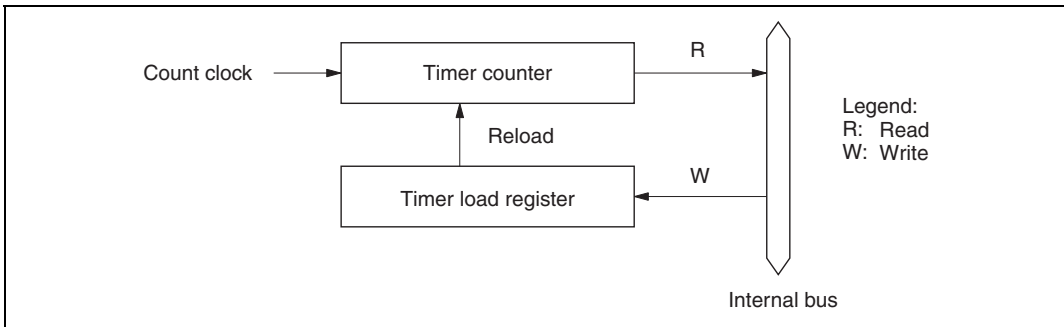 R
Count clock
Timer counter
Legend:
R: Read
W: Write
Reload
W
Timer load register
Internal bus